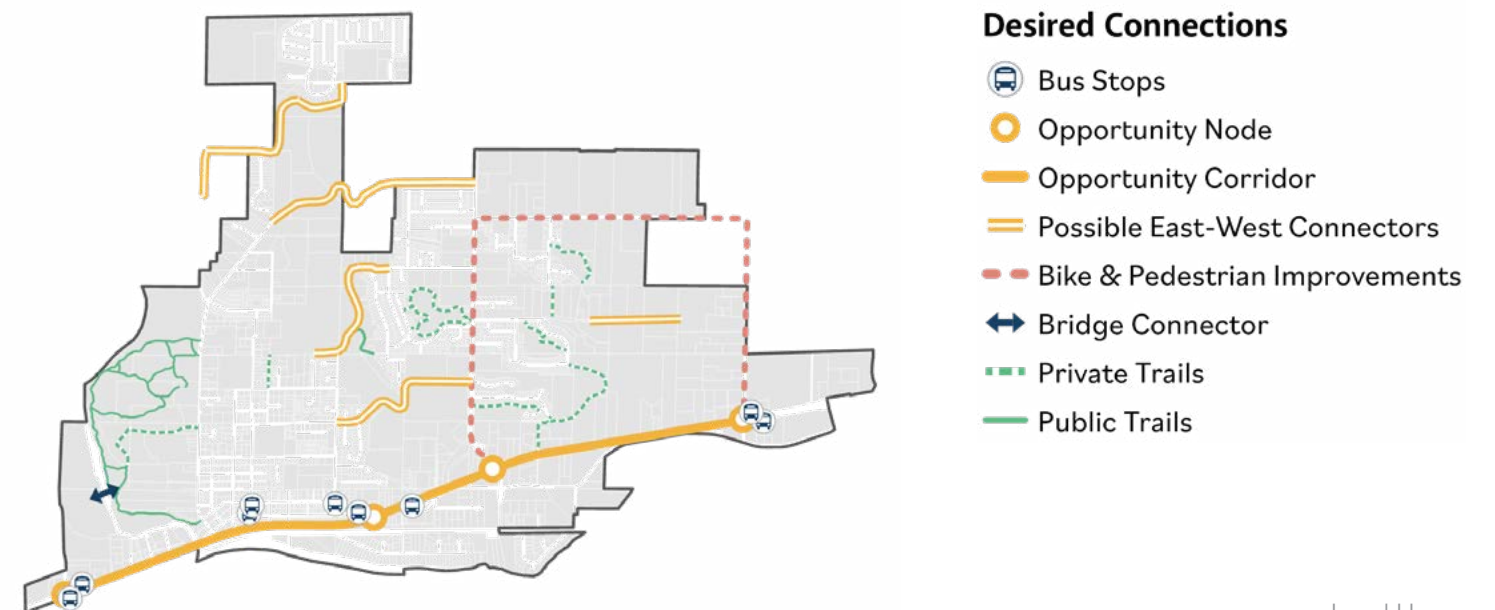 Desired Connections
Bus Stops
Opportunity Node
Opportunity Corridor
Possible East-West Connectors
Bike & Pedestrian Improvements
Bridge Connector
Private Trails
Public Trails